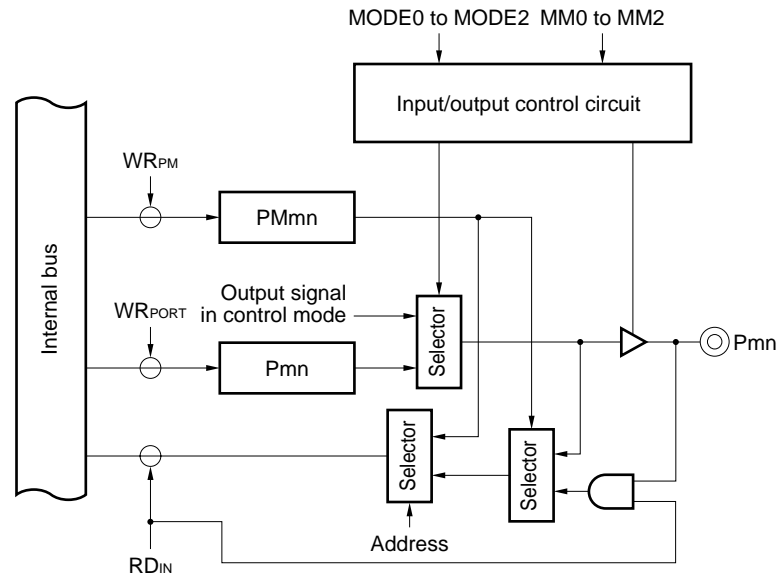 MODE0 to MODE2 MM0 to MM2
Input/output control circuit
WRPM
PMmn
Internal bus
Output signal
in control mode
WRPORT
Pmn
Selector
Pmn
Selector
Selector
Address
RDIN